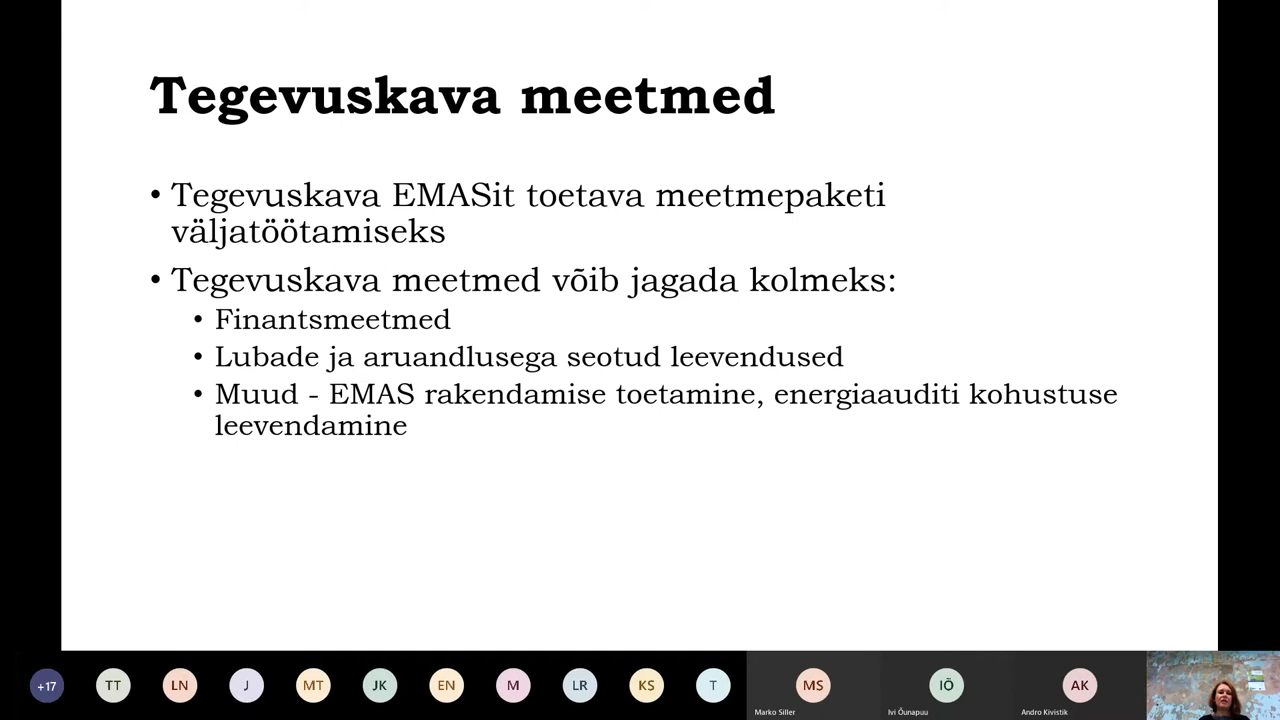 Tegevuskava meetmed
• Tegevuskava EMASit toetava meetmepaketi
väljatöötamiseks
• Tegevuskava meetmed võib jagada kolmeks:
• Finantsmeetmed
• Lubade ja aruandlusega seotud leevendused
• Muud - EMAS rakendamise toetamine, energiaauditi kohustuse
leevendamine
+17 TT LN J MT JK EN M LR KS T MS IÕ AK
Marko Siller Ivi Õunapuu Andro Kivistik